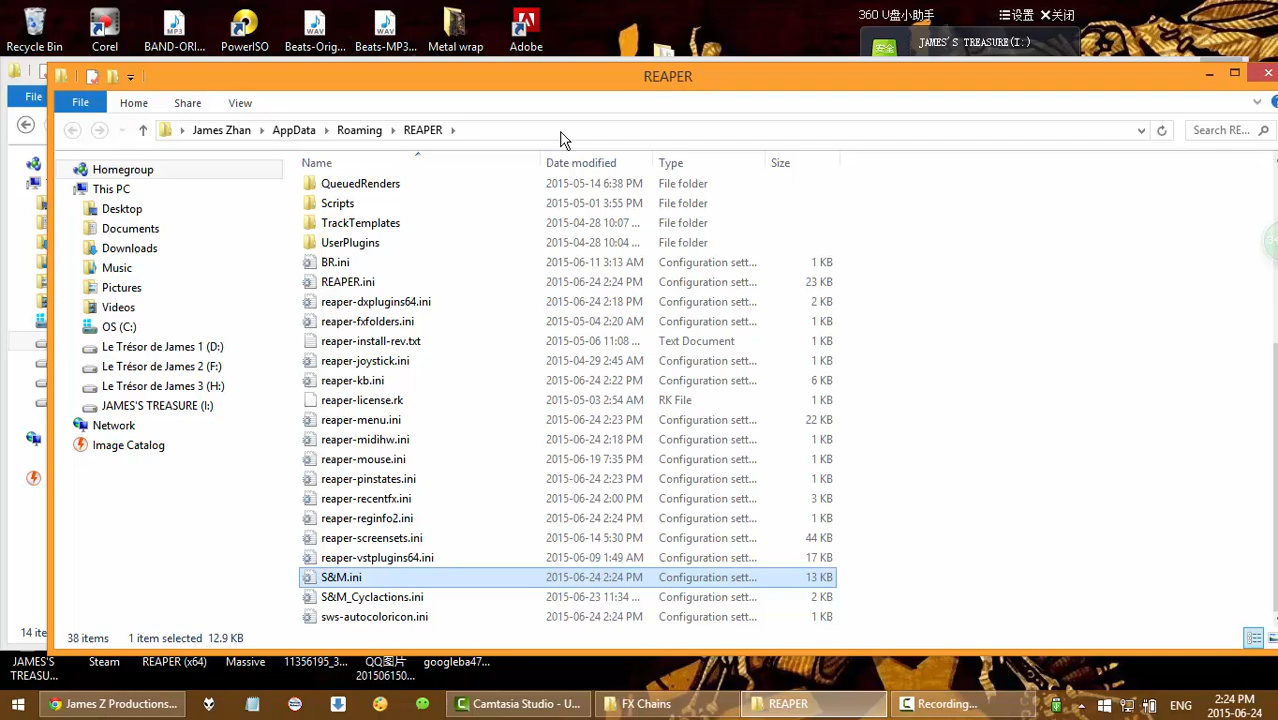 360 U盘小助手 设置 关闭
JAMES'S TREASURE(I:)
安全
Recycle Bin Corel BAND-ORI... PowerISO Beats-Orig... Beats-MP3... Metal wrap Adobe
REAPER
File
File Home Share View
James Zhan AppData Roaming REAPER Search RE...
Name Date modified Type Size
Homegroup
This PC
Desktop
Documents
Downloads
Music
Pictures
Videos
OS (C:)
Le Trésor de James 1 (D:)
Le Trésor de James 2 (F:)
Le Trésor de James 3 (H:)
JAMES'S TREASURE (I:)
Network
Image Catalog
QueuedRenders 2015-05-14 6:38 PM File folder
Scripts 2015-05-01 3:55 PM File folder
TrackTemplates 2015-04-28 10:07 ... File folder
UserPlugins 2015-04-28 10:04 ... File folder
BR.ini 2015-06-11 3:13 AM Configuration sett... 1 KB
REAPER.ini 2015-06-24 2:24 PM Configuration sett... 23 KB
reaper-dxplugins64.ini 2015-06-24 2:18 PM Configuration sett... 2 KB
reaper-fxfolders.ini 2015-05-04 2:20 AM Configuration sett... 1 KB
reaper-install-rev.txt 2015-05-06 11:08 ... Text Document 1 KB
reaper-joystick.ini 2015-04-29 2:45 AM Configuration sett... 1 KB
reaper-kb.ini 2015-06-24 2:22 PM Configuration sett... 6 KB
reaper-license.rk 2015-05-03 2:54 AM RK File 1 KB
reaper-menu.ini 2015-06-24 2:22 PM Configuration sett... 22 KB
reaper-midihw.ini 2015-06-24 2:18 PM Configuration sett... 1 KB
reaper-mouse.ini 2015-06-19 7:35 PM Configuration sett... 1 KB
reaper-pinstates.ini 2015-06-24 2:23 PM Configuration sett... 1 KB
reaper-recentfx.ini 2015-06-24 2:00 PM Configuration sett... 3 KB
reaper-reginfo2.ini 2015-06-24 2:24 PM Configuration sett... 1 KB
reaper-screensets.ini 2015-06-14 5:30 PM Configuration sett... 44 KB
reaper-vstplugins64.ini 2015-06-09 1:49 AM Configuration sett... 17 KB
S&M.ini 2015-06-24 2:24 PM Configuration sett... 13 KB
S&M_Cyclactions.ini 2015-06-23 11:34 ... Configuration sett... 2 KB
sws-autocoloricon.ini 2015-06-24 2:24 PM Configuration sett... 1 KB
14 ite
38 items 1 item selected 12.9 KB
JAMES'S Steam REAPER (x64) Massive 11356195_3... QQ图片 googleba47...
TREASU... 201506150...
James Z Productions... Camtasia Studio - U... FX Chains REAPER Recording... ENG 2:24 PM
2015-06-24